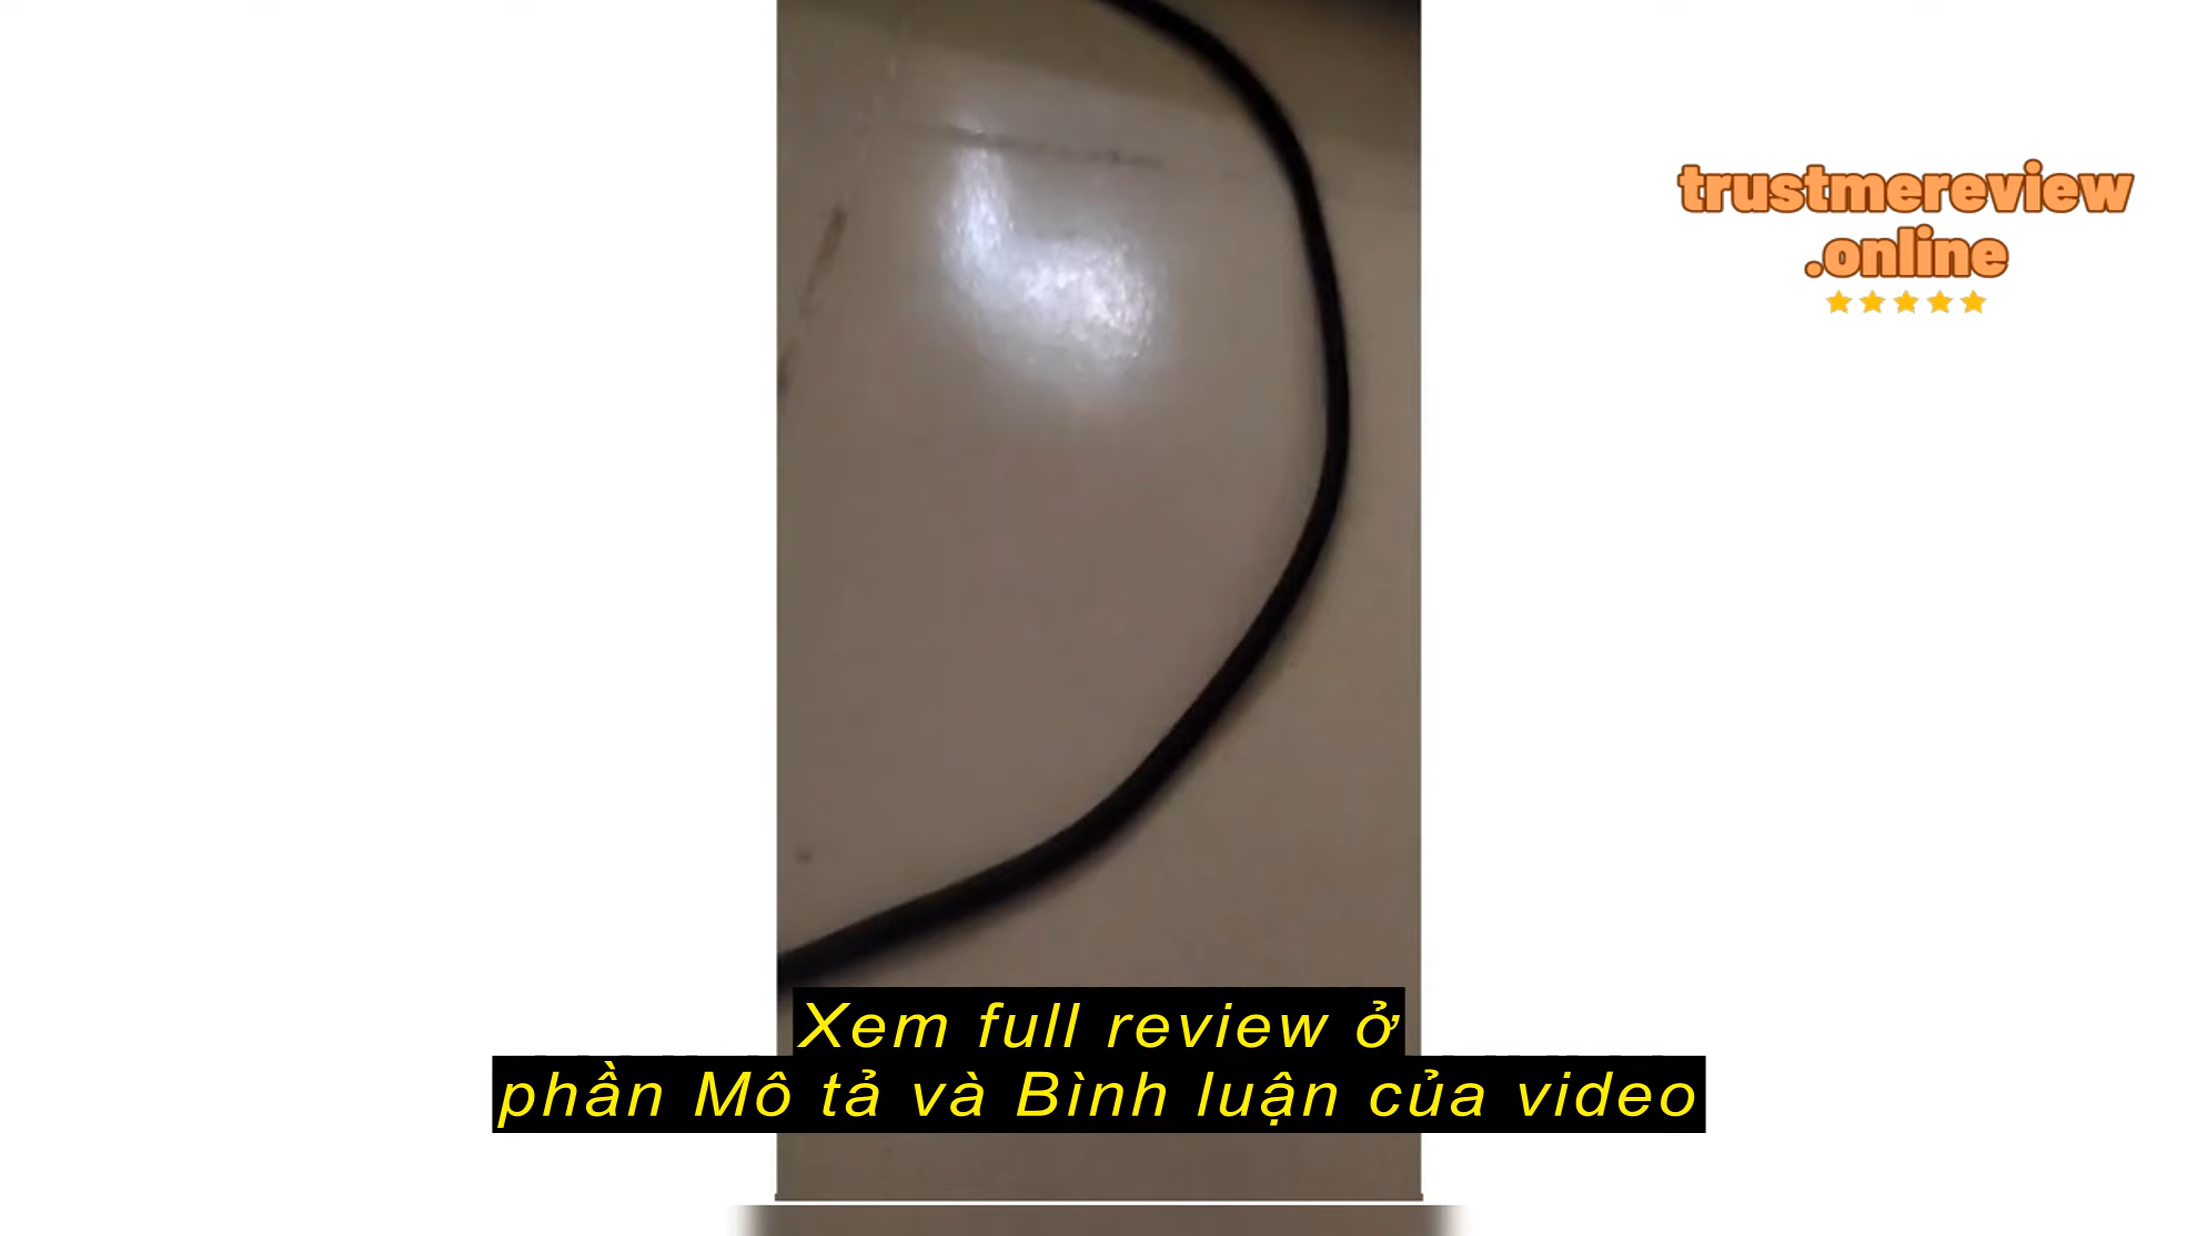 trustmereview
.online
Xem full review ở
phần Mô tả và Bình luận của video